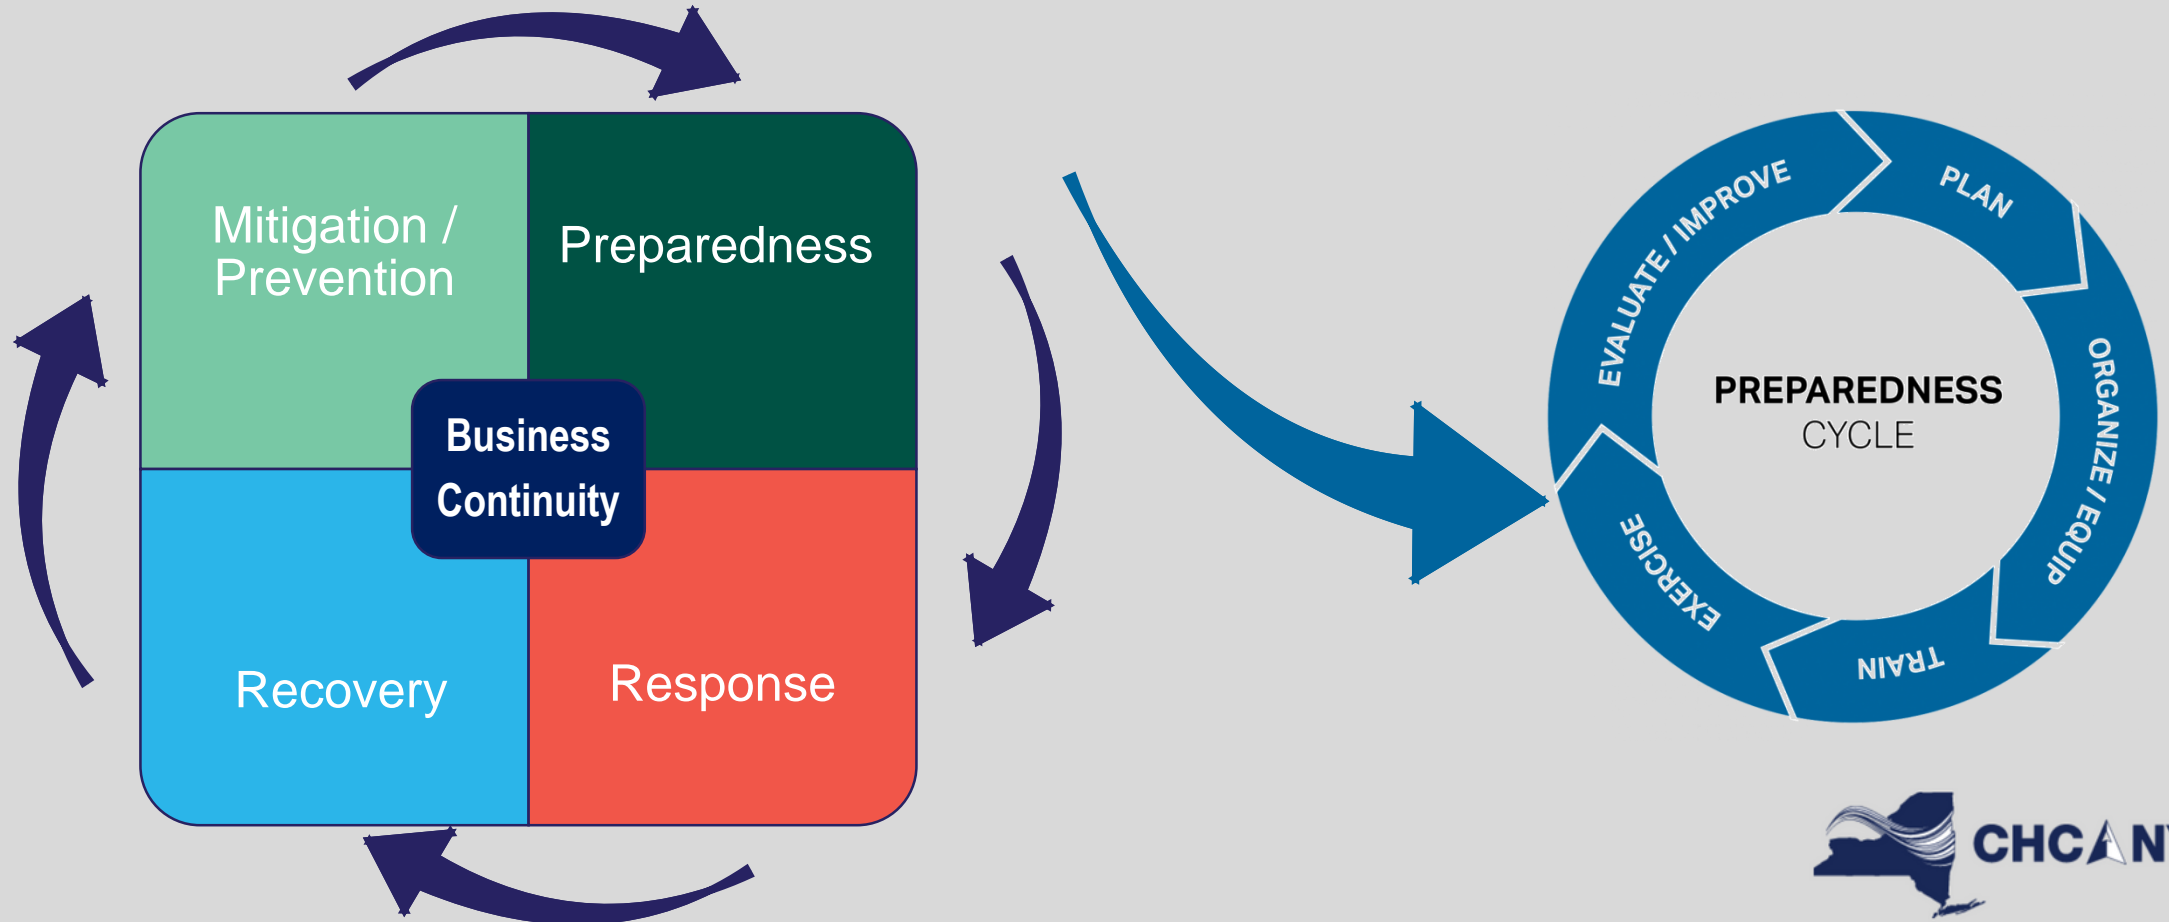 Mitigation /
Prevention
Preparedness
Business
Continuity
Recovery
Response
PREPAREDNESS
CYCLE
PLAN
ORGANIZE / EQUIP
TRAIN
EXERCISE
EVALUATE / IMPROVE
CHCANY